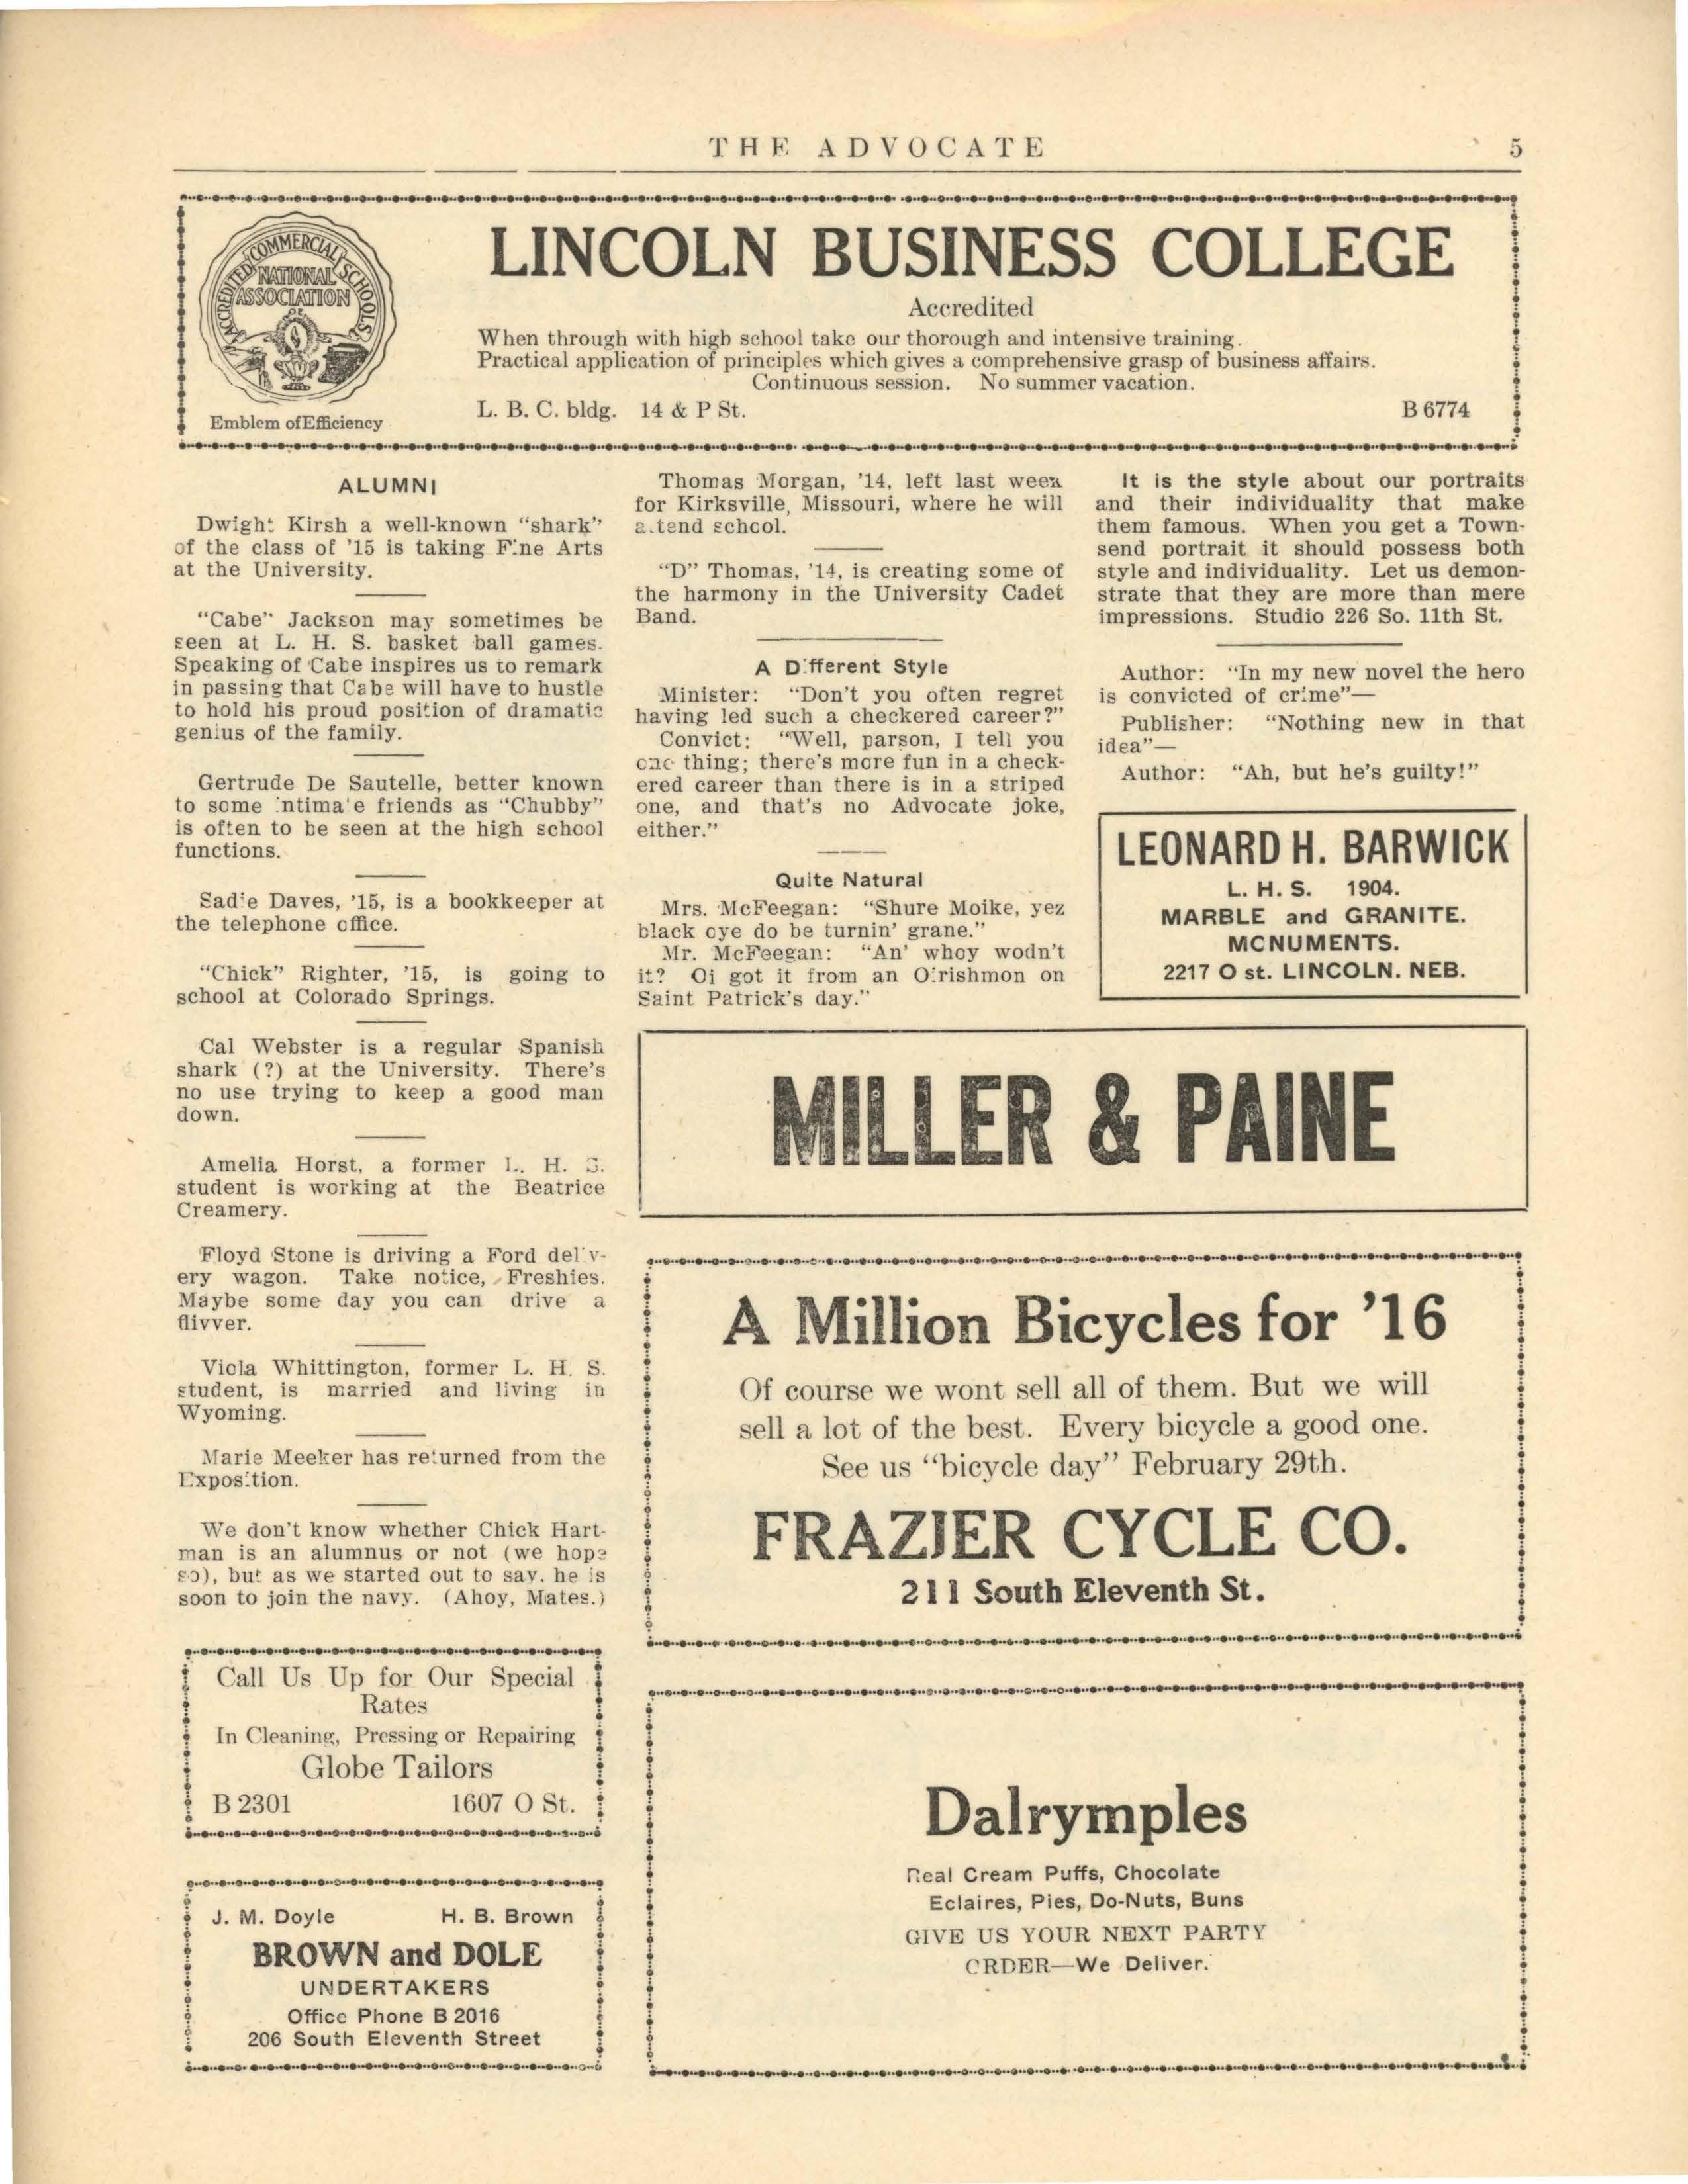 THE ADVOCATE
5
ACCREDITED COMMERCIAL SCHOOLS
NATIONAL
ASSOCIATION
Emblem of Efficiency
LINCOLN BUSINESS COLLEGE
Accredited
When through with high school take our thorough and intensive training.
Practical application of principles which gives a comprehensive grasp of business affairs.
Continuous session. No summer vacation.
L. B. C. bldg. 14 & P St. B 6774
ALUMNI
Dwight Kirsh a well-known "shark"
of the class of '15 is taking Fine Arts
at the University.
"Cabe" Jackson may sometimes be
seen at L. H. S. basket ball games.
Speaking of Cabe inspires us to remark
in passing that Cabe will have to hustle
to hold his proud position of dramatic
genius of the family.
Gertrude De Sautelle, better known
to some intimate friends as "Chubby"
is often to be seen at the high school
functions.
Sadie Daves, '15, is a bookkeeper at
the telephone office.
"Chick" Righter, '15, is going to
school at Colorado Springs.
Cal Webster is a regular Spanish
shark (?) at the University. There's
no use trying to keep a good man
down.
Amelia Horst, a former L. H. S.
student is working at the Beatrice
Creamery.
Floyd Stone is driving a Ford deliv-
ery wagon. Take notice, Freshies.
Maybe some day you can drive a
flivver.
Viola Whittington, former L. H. S.
student, is married and living in
Wyoming.
Marie Meeker has returned from the
Exposition.
We don't know whether Chick Hart-
man is an alumnus or not (we hope
so), but as we started out to say, he is
soon to join the navy. (Ahoy, Mates.)
Call Us Up for Our Special
Rates
In Cleaning, Pressing or Repairing
Globe Tailors
B 2301 1607 O St.
J. M. Doyle H. B. Brown
BROWN and DOLE
UNDERTAKERS
Office Phone B 2016
206 South Eleventh Street
Thomas Morgan, '14, left last week
for Kirksville, Missouri, where he will
attend school.
"D" Thomas, '14, is creating some of
the harmony in the University Cadet
Band.
A Different Style
Minister: "Don't you often regret
having led such a checkered career?"
Convict: "Well, parson, I tell you
one thing; there's more fun in a check-
ered career than there is in a striped
one, and that's no Advocate joke,
either."
Quite Natural
Mrs. McFeegan: "Shure Moike, yez
black oye do be turnin' grane."
Mr. McFeegan: "An' whoy wodn't
it? Oi got it from an Oirishmon on
Saint Patrick's day."
It is the style about our portraits
and their individuality that make
them famous. When you get a Town-
send portrait it should possess both
style and individuality. Let us demon-
strate that they are more than mere
impressions. Studio 226 So. 11th St.
Author: "In my new novel the hero
is convicted of crime"—
Publisher: "Nothing new in that
idea"—
Author: "Ah, but he's guilty!"
LEONARD H. BARWICK
L. H. S. 1904.
MARBLE and GRANITE.
MONUMENTS.
2217 O st. LINCOLN. NEB.
MILLER & PAINE
A Million Bicycles for '16
Of course we wont sell all of them. But we will
sell a lot of the best. Every bicycle a good one.
See us "bicycle day" February 29th.
FRAZIER CYCLE CO.
211 South Eleventh St.
Dalrymples
Real Cream Puffs, Chocolate
Eclaires, Pies, Do-Nuts, Buns
GIVE US YOUR NEXT PARTY
ORDER—We Deliver.